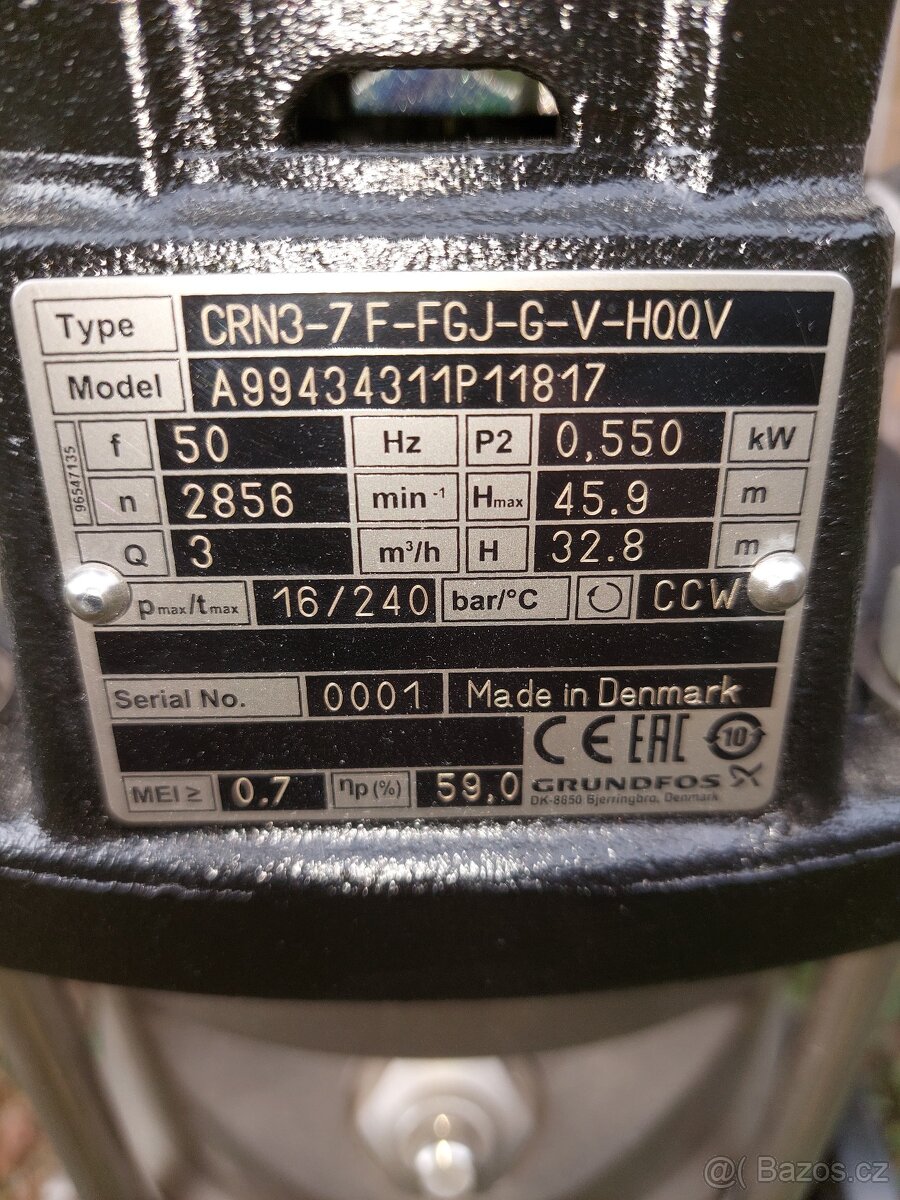 Type CRN3-7 F-FGJ-G-V-HQQV
Model A99434311P11817
96547135
f 50 Hz P2 0,550 kW
n 2856 min⁻¹ Hmax 45.9 m
Q 3 m³/h H 32.8 m
pmax/tmax 16/240 bar/°C CCW
Serial No. 0001 Made in Denmark
CE EAC 10
MEI ≥ 0.7 ηp (%) 59,0 GRUNDFOS
DK-8850 Bjerringbro, Denmark
@( Bazos.cz